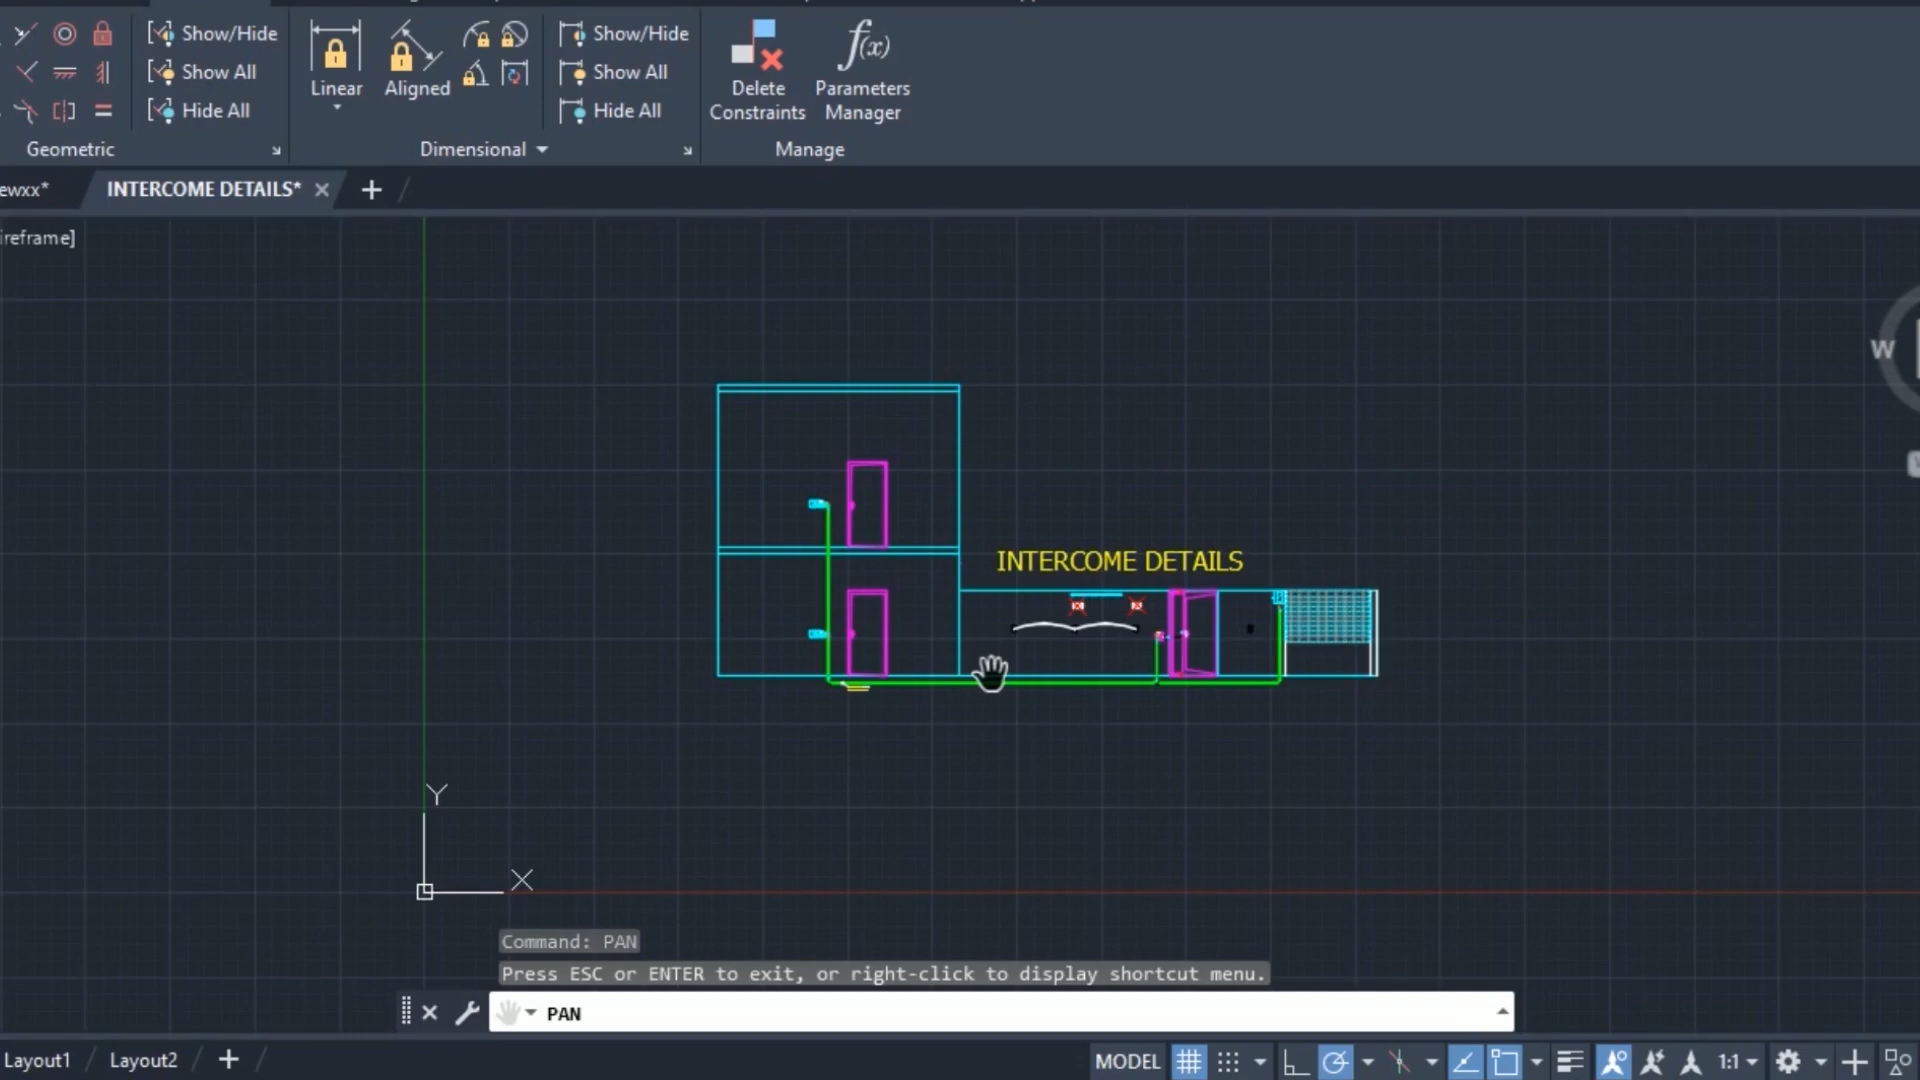 Show/Hide
Show All
Hide All
Geometric
Linear
Aligned
Show/Hide
Show All
Hide All
Dimensional
Delete
Constraints
f(x)
Parameters
Manager
Manage
ewxx*
INTERCOME DETAILS*
ireframe]
W
INTERCOME DETAILS
Y
X
Command: PAN
Press ESC or ENTER to exit, or right-click to display shortcut menu.
PAN
Layout1
Layout2
MODEL
1:1